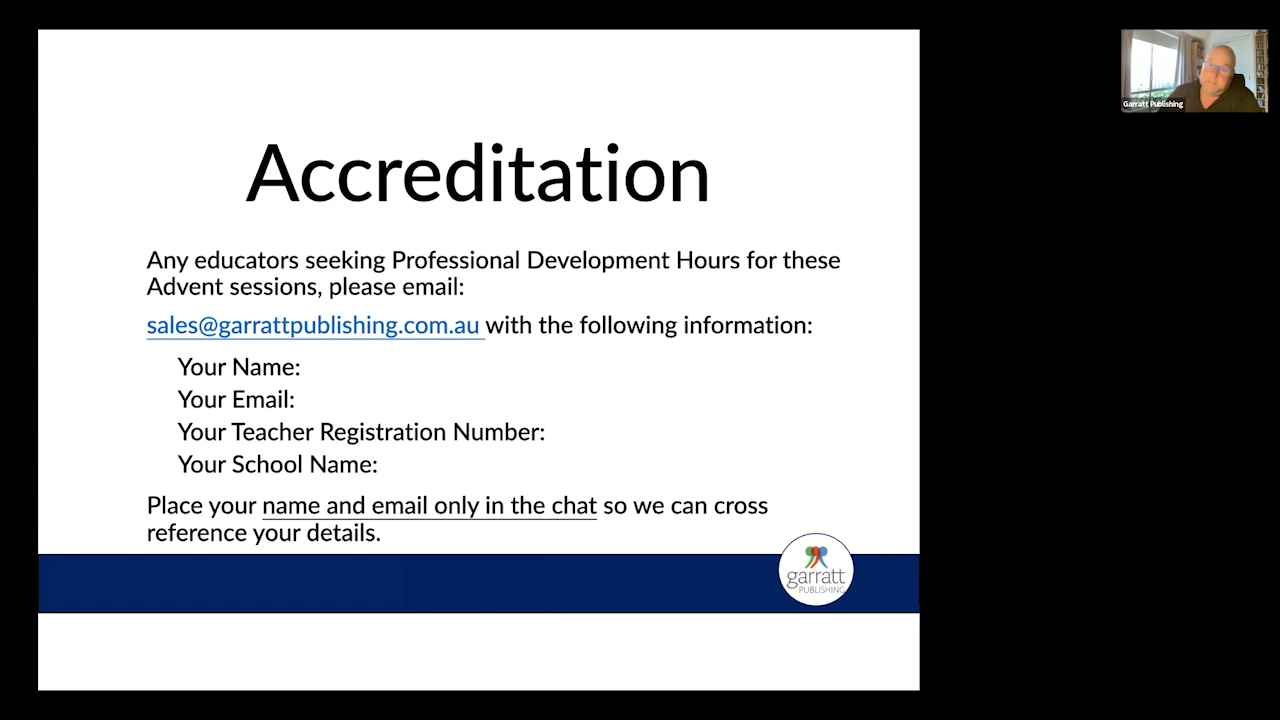 Garratt Publishing
Accreditation
Any educators seeking Professional Development Hours for these
Advent sessions, please email:
sales@garrattpublishing.com.au with the following information:
Your Name:
Your Email:
Your Teacher Registration Number:
Your School Name:
Place your name and email only in the chat so we can cross
reference your details.
garratt
PUBLISHING